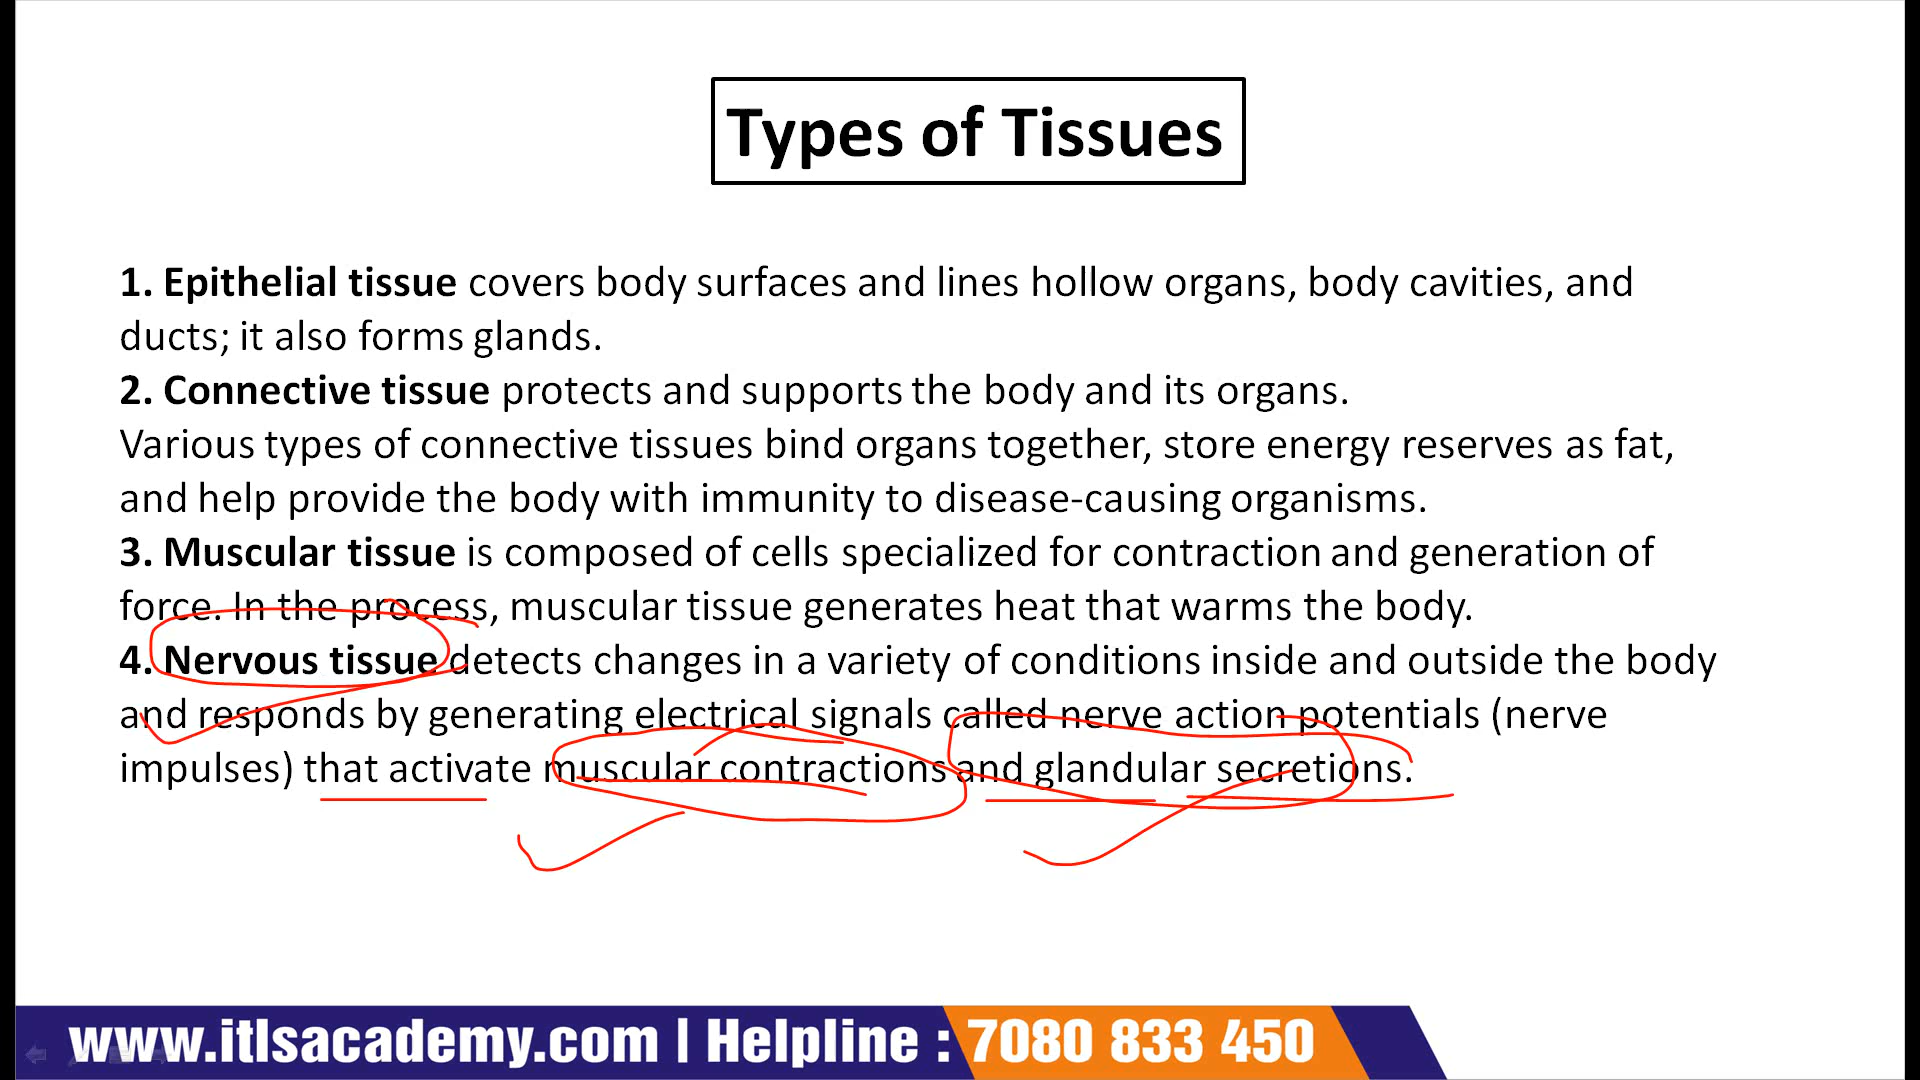 Types of Tissues
1. Epithelial tissue covers body surfaces and lines hollow organs, body cavities, and
ducts; it also forms glands.
2. Connective tissue protects and supports the body and its organs.
Various types of connective tissues bind organs together, store energy reserves as fat,
and help provide the body with immunity to disease-causing organisms.
3. Muscular tissue is composed of cells specialized for contraction and generation of
force. In the process, muscular tissue generates heat that warms the body.
4. Nervous tissue detects changes in a variety of conditions inside and outside the body
and responds by generating electrical signals called nerve action potentials (nerve
impulses) that activate muscular contractions and glandular secretions.
www.itlsacademy.com | Helpline : 7080 833 450